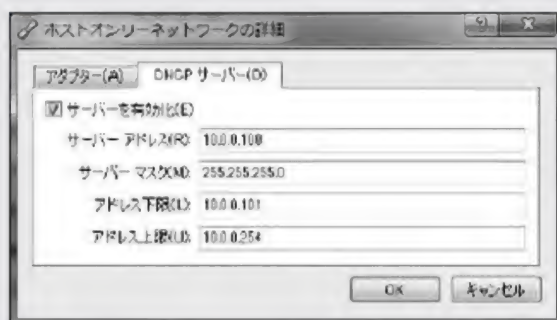 ホストオンリーネットワークの詳細
アダプター(A) DHCP サーバー(D)
サーバーを有効化(E)
サーバー アドレス(R): 10.0.0.100
サーバー マスク(M): 255.255.255.0
アドレス下限(L): 10.0.0.101
アドレス上限(U): 10.0.0.254
OK キャンセル